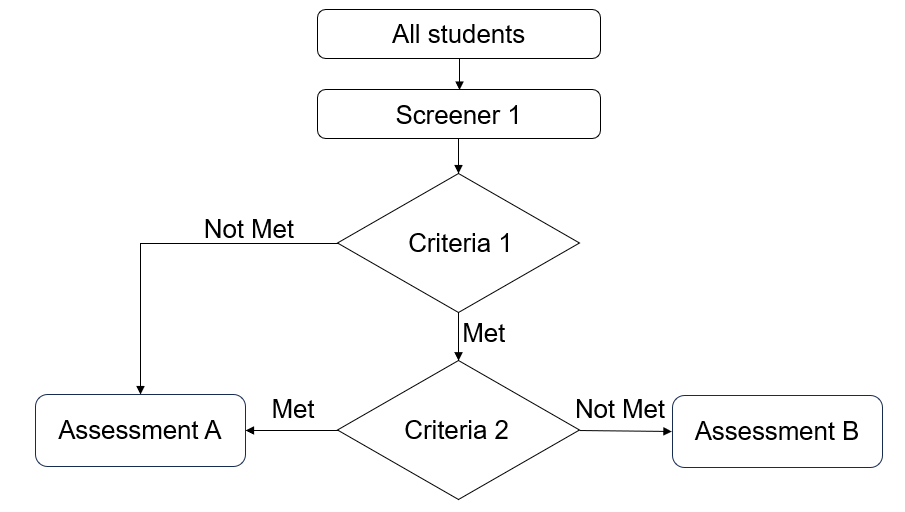 All students
Screener 1
Not Met
Criteria 1
Met
Met
Not Met
Assessment A
Criteria 2
Assessment B